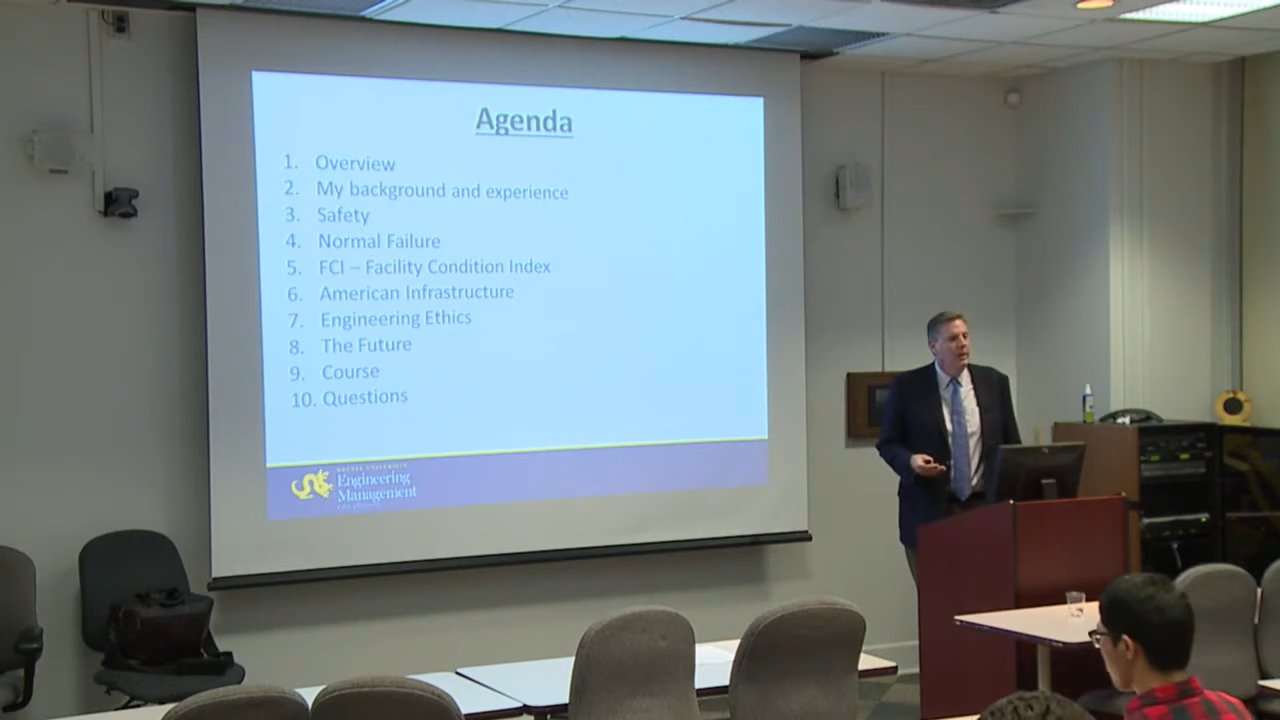 Agenda
1. Overview
2. My background and experience
3. Safety
4. Normal Failure
5. FCI – Facility Condition Index
6. American Infrastructure
7. Engineering Ethics
8. The Future
9. Course
10. Questions
Engineering
Management